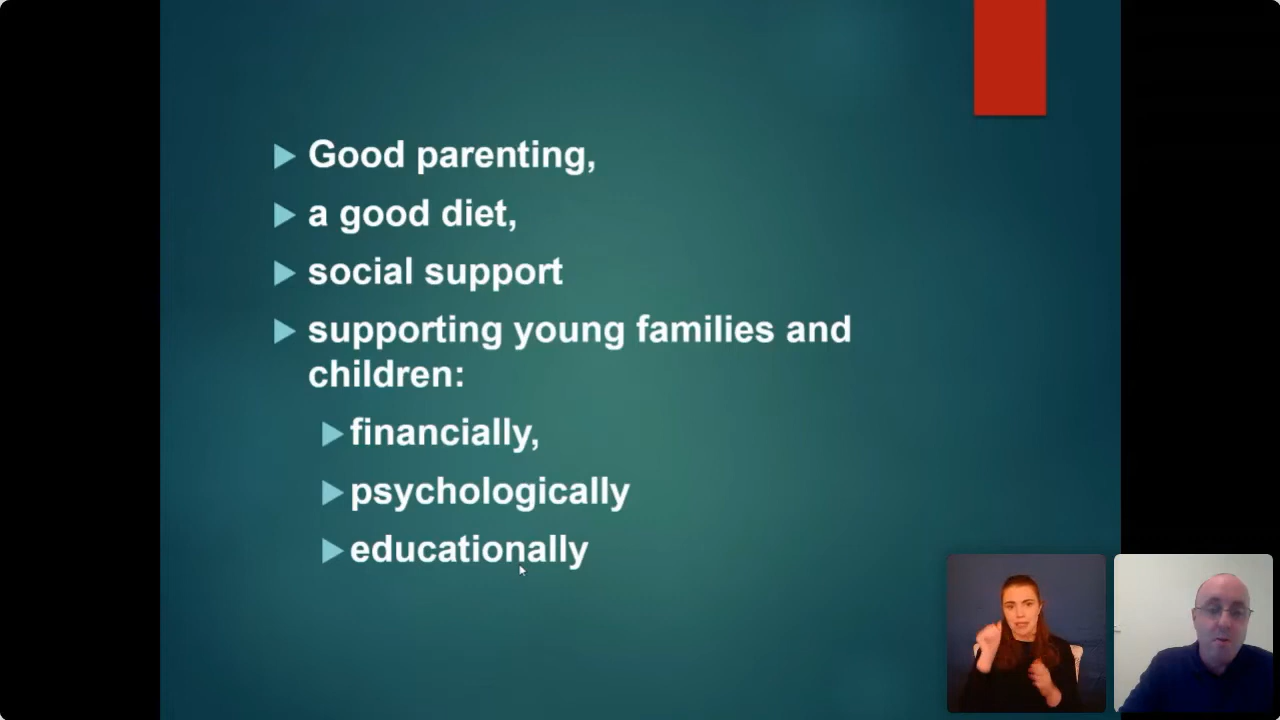 Good parenting,
a good diet,
social support
supporting young families and
children:
financially,
psychologically
educationally